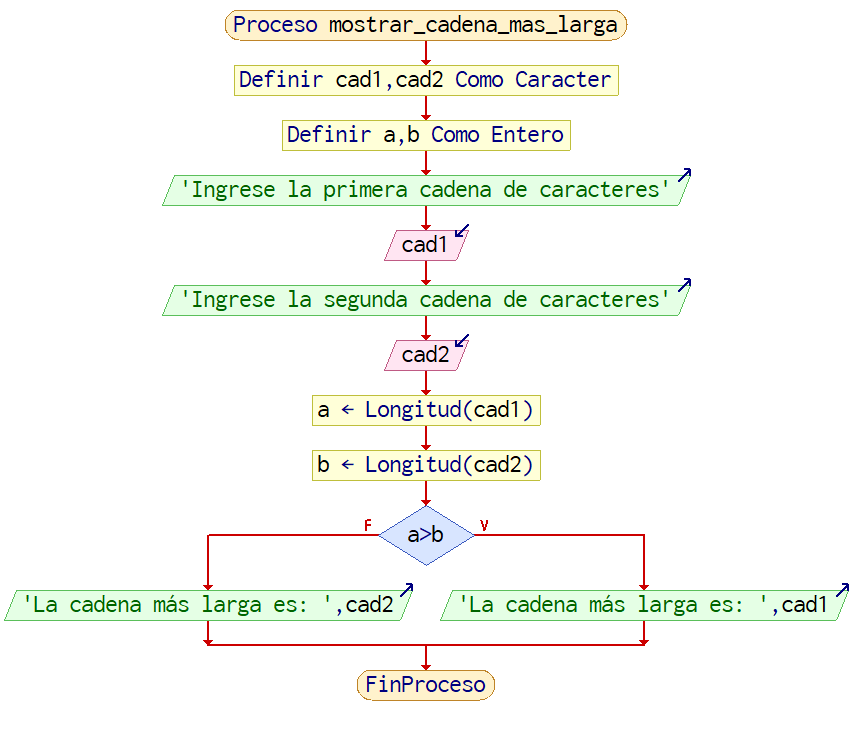 Proceso mostrar_cadena_mas_larga
Definir cad1,cad2 Como Caracter
Definir a,b Como Entero
'Ingrese la primera cadena de caracteres'
cad1
'Ingrese la segunda cadena de caracteres'
cad2
a ← Longitud(cad1)
b ← Longitud(cad2)
F
a>b
V
'La cadena más larga es: ',cad2
'La cadena más larga es: ',cad1
FinProceso